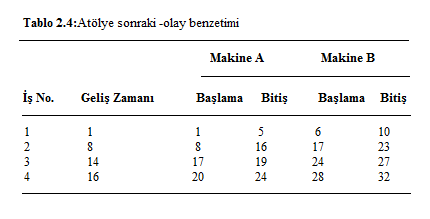 Tablo 2.4:Atölye sonraki -olay benzetimi
Makine A Makine B
İş No. Geliş Zamanı Başlama Bitiş Başlama Bitiş
1 1 1 5 6 10
2 8 8 16 17 23
3 14 17 19 24 27
4 16 20 24 28 32